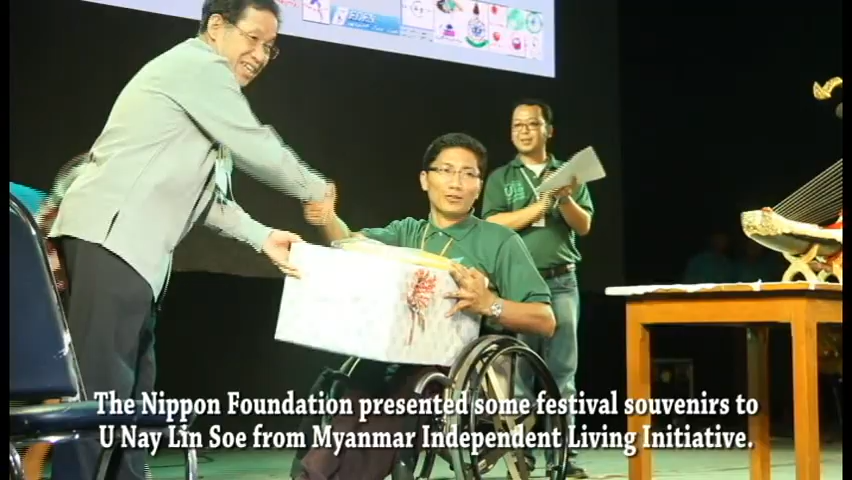 The Nippon Foundation presented some festival souvenirs to
U Nay Lin Soe from Myanmar Independent Living Initiative.